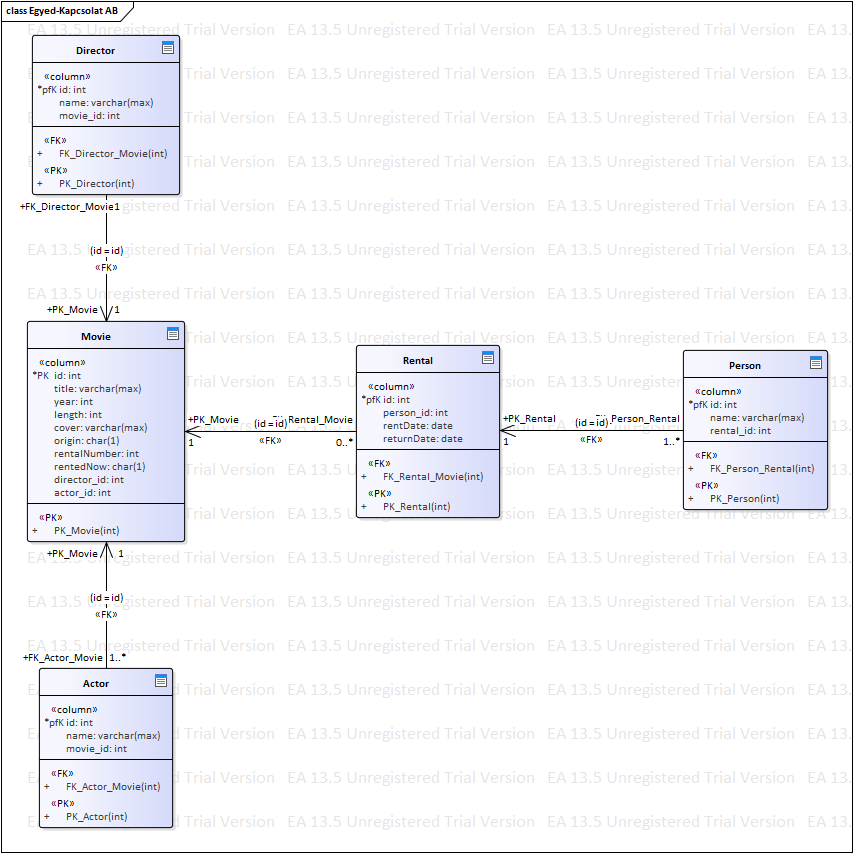 class Egyed-Kapcsolat AB
Director
«column»
*pfK id: int
name: varchar(max)
movie_id: int
«FK»
+ FK_Director_Movie(int)
«PK»
+ PK_Director(int)
+FK_Director_Movie 1
(id = id)
«FK»
+PK_Movie 1
Movie
«column»
*PK id: int
title: varchar(max)
year: int
length: int
cover: varchar(max)
origin: char(1)
rentalNumber: int
rentedNow: char(1)
director_id: int
actor_id: int
«PK»
+ PK_Movie(int)
+PK_Movie
1
(id = id)
«FK»
Rental_Movie
0..*
Rental
«column»
*pfK id: int
person_id: int
rentDate: date
returnDate: date
«FK»
+ FK_Rental_Movie(int)
«PK»
+ PK_Rental(int)
+PK_Rental
1
(id = id)
«FK»
Person_Rental
1..*
Person
«column»
*pfK id: int
name: varchar(max)
rental_id: int
«FK»
+ FK_Person_Rental(int)
«PK»
+ PK_Person(int)
+PK_Movie 1
(id = id)
«FK»
+FK_Actor_Movie 1..*
Actor
«column»
*pfK id: int
name: varchar(max)
movie_id: int
«FK»
+ FK_Actor_Movie(int)
«PK»
+ PK_Actor(int)
EA 13.5 Unregistered Trial Version